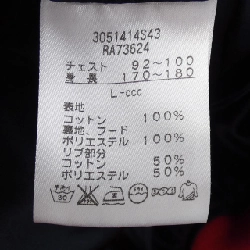 3051414S43
RA73624
チェスト 92～100
身長 170～180
L-ccc
表地
コットン 100%
裏地、フード
ポリエステル 100%
リブ部分
コットン 50%
ポリエステル 50%